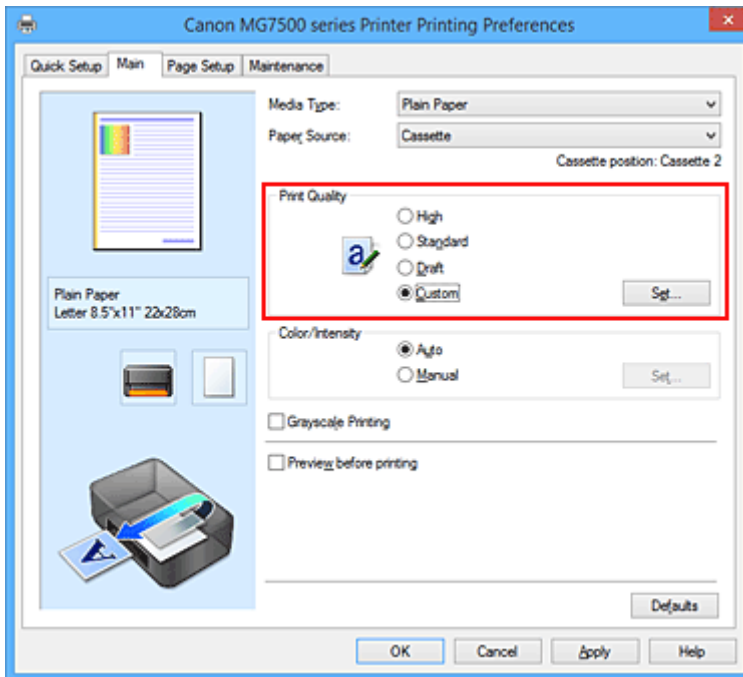 Canon MG7500 series Printer Printing Preferences
Quick Setup Main Page Setup Maintenance
Media Type: Plain Paper
Paper Source: Cassette
Cassette position: Cassette 2
Print Quality
High
a Standard
Draft
Custom Set...
Plain Paper
Letter 8.5"x11" 22x28cm
Color/Intensity
Auto
Manual Set...
Grayscale Printing
Preview before printing
A
Defaults
OK Cancel Apply Help